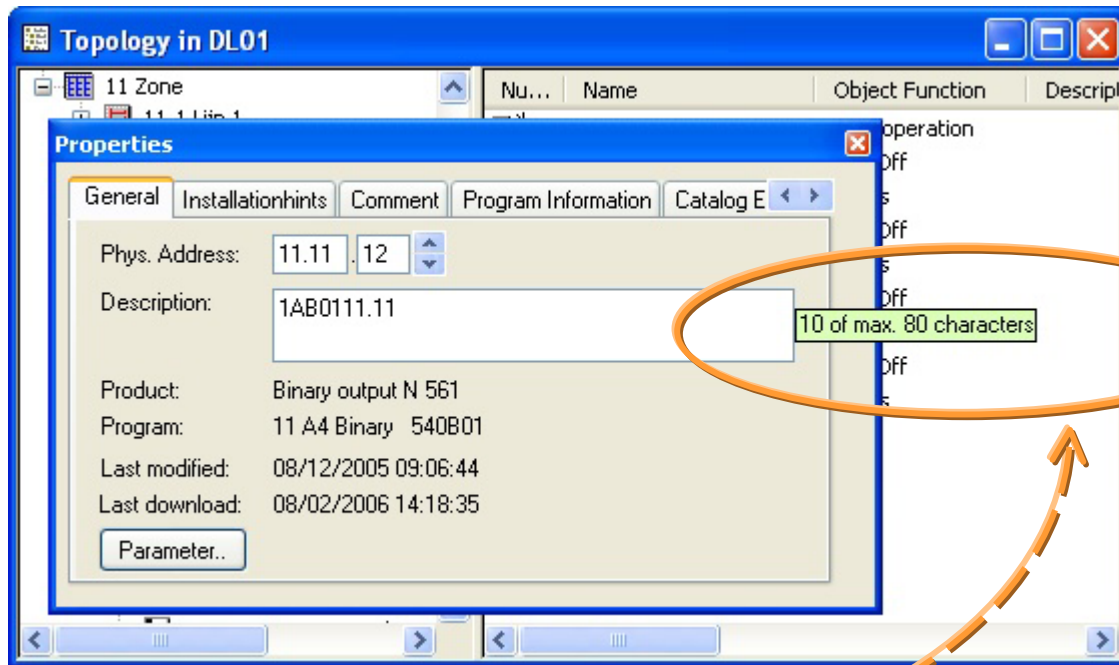 Topology in DL01
11 Zone
Nu... Name Object Function Descript
operation
Properties
Off
General Installationhints Comment Program Information Catalog E
s
Off
Phys. Address: 11.11 . 12
s
Description: 1AB0111.11
Off
10 of max. 80 characters
Off
s
Product: Binary output N 561
Program: 11 A4 Binary 540B01
Last modified: 08/12/2005 09:06:44
Last download: 08/02/2006 14:18:35
Parameter..